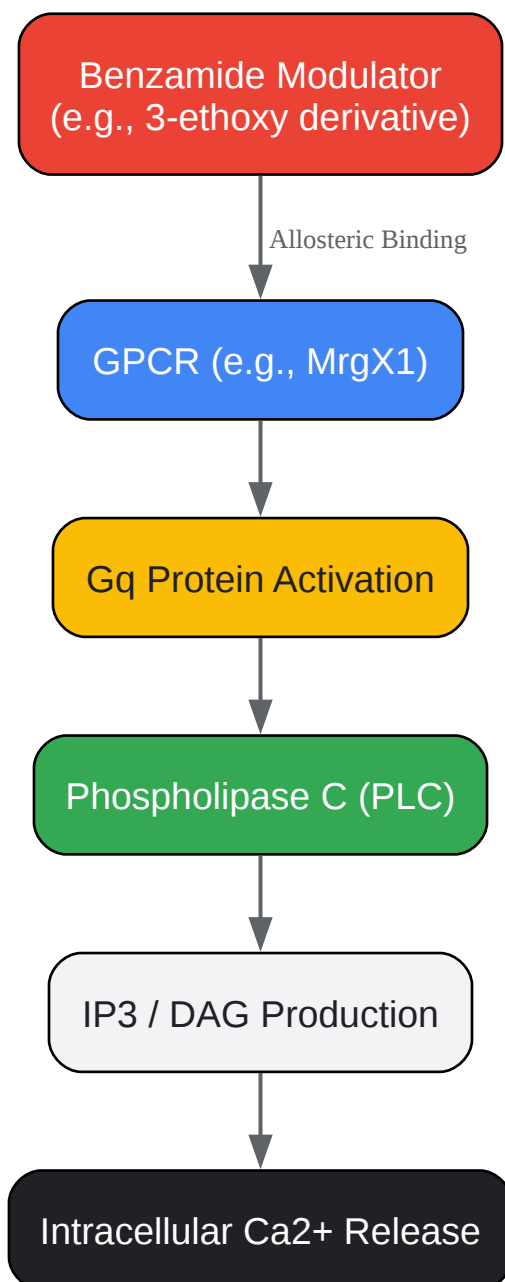 Benzamide Modulator
(e.g., 3-ethoxy derivative)
Allosteric Binding
GPCR (e.g., MrgX1)
Gq Protein Activation
Phospholipase C (PLC)
IP3 / DAG Production
Intracellular Ca2+ Release